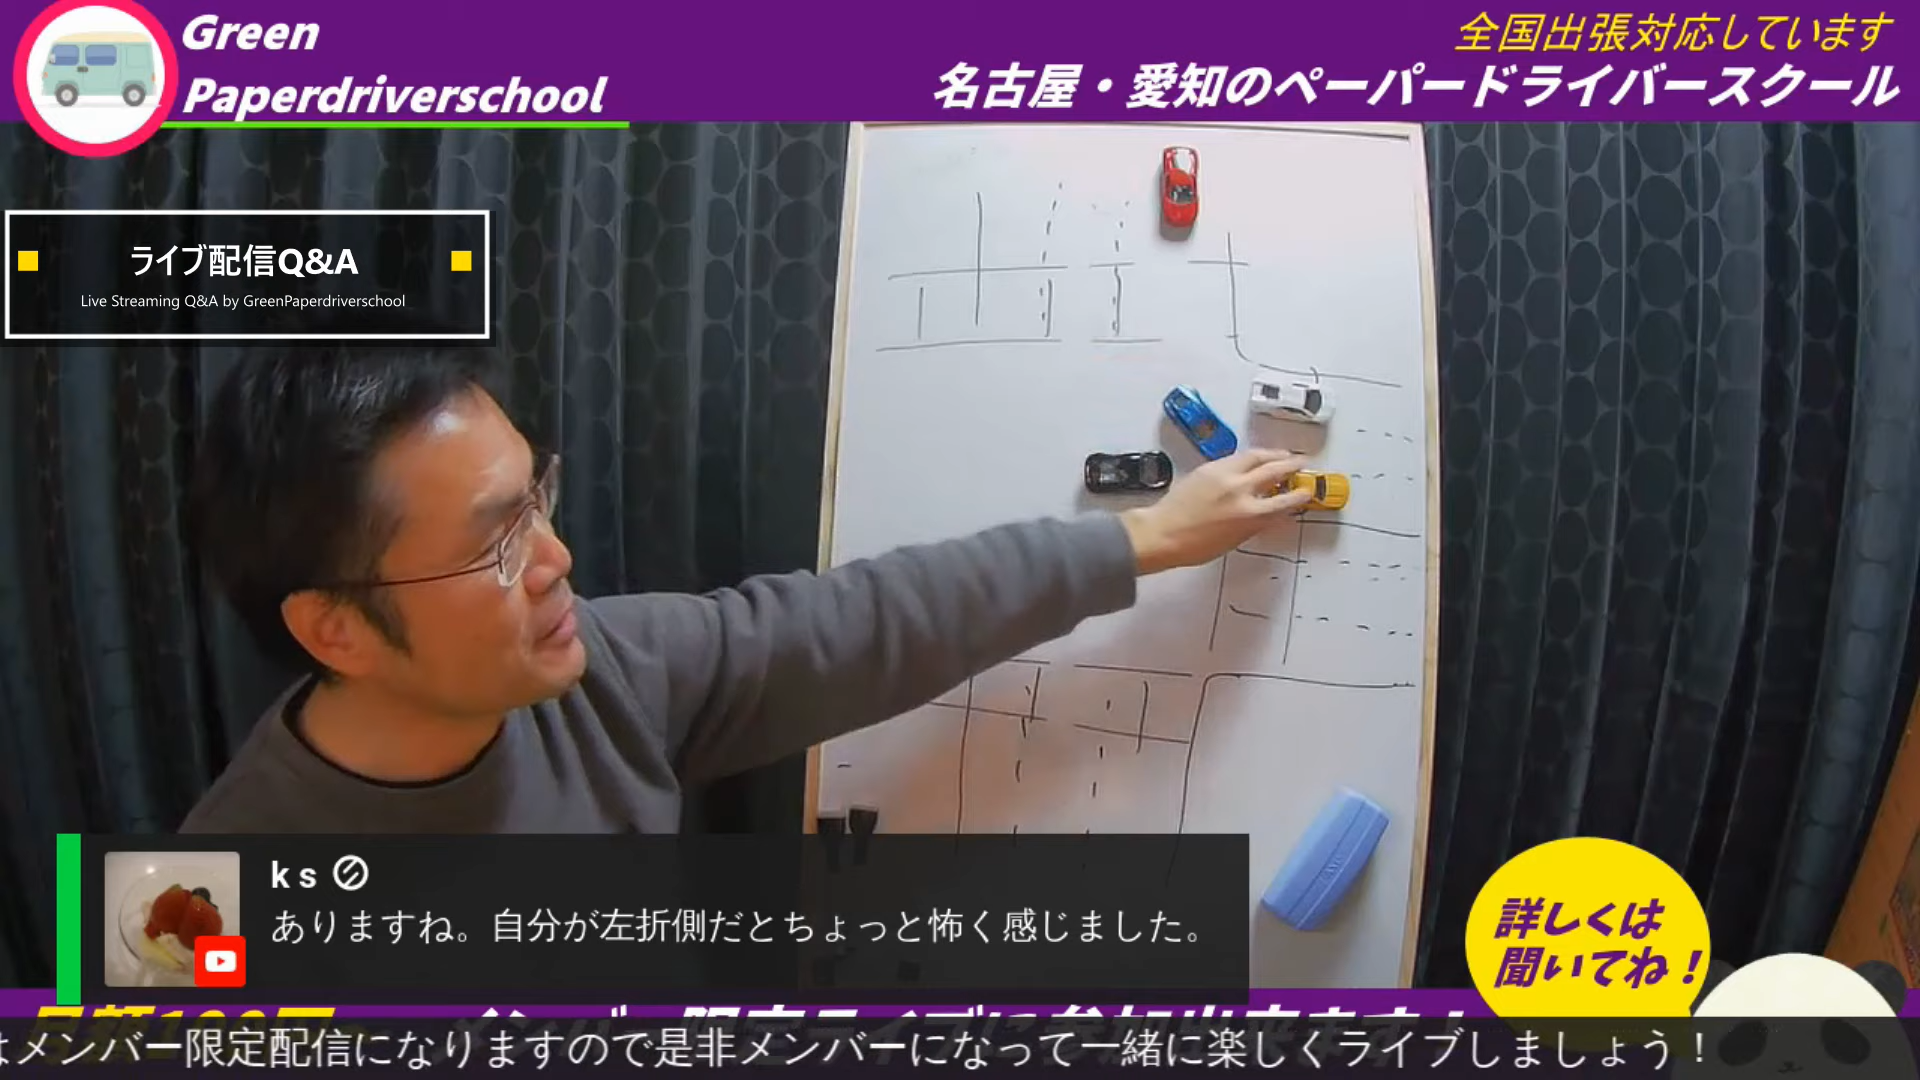 Green
Paperdriverschool
全国出張対応しています
名古屋・愛知のペーパードライバースクール
ライブ配信Q&A
Live Streaming Q&A by GreenPaperdriverschool
k s
ありますね。自分が左折側だとちょっと怖く感じました。
詳しくは
聞いてね！
メンバー限定配信になりますので是非メンバーになって一緒に楽しくライブしましょう！